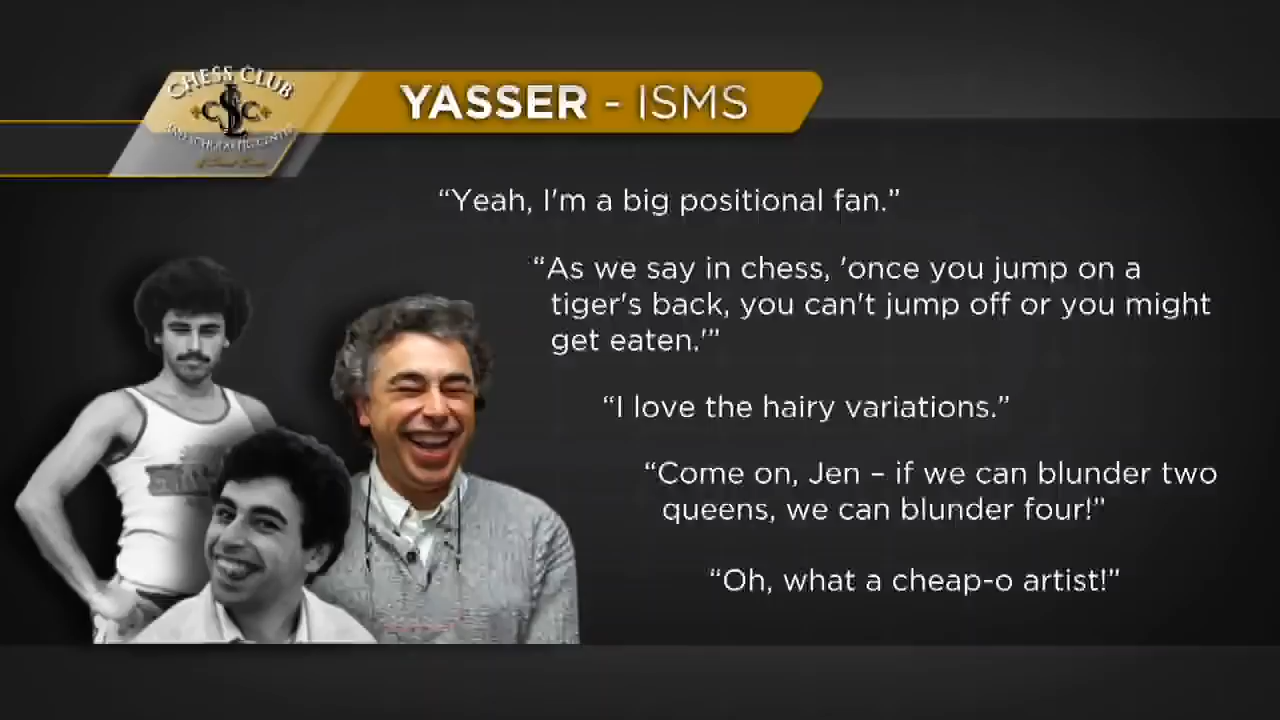 CHESS CLUB
YASSER - ISMS
“Yeah, I'm a big positional fan.”
“As we say in chess, 'once you jump on a
tiger's back, you can't jump off or you might
get eaten.'”
“I love the hairy variations.”
“Come on, Jen – if we can blunder two
queens, we can blunder four!”
“Oh, what a cheap-o artist!”